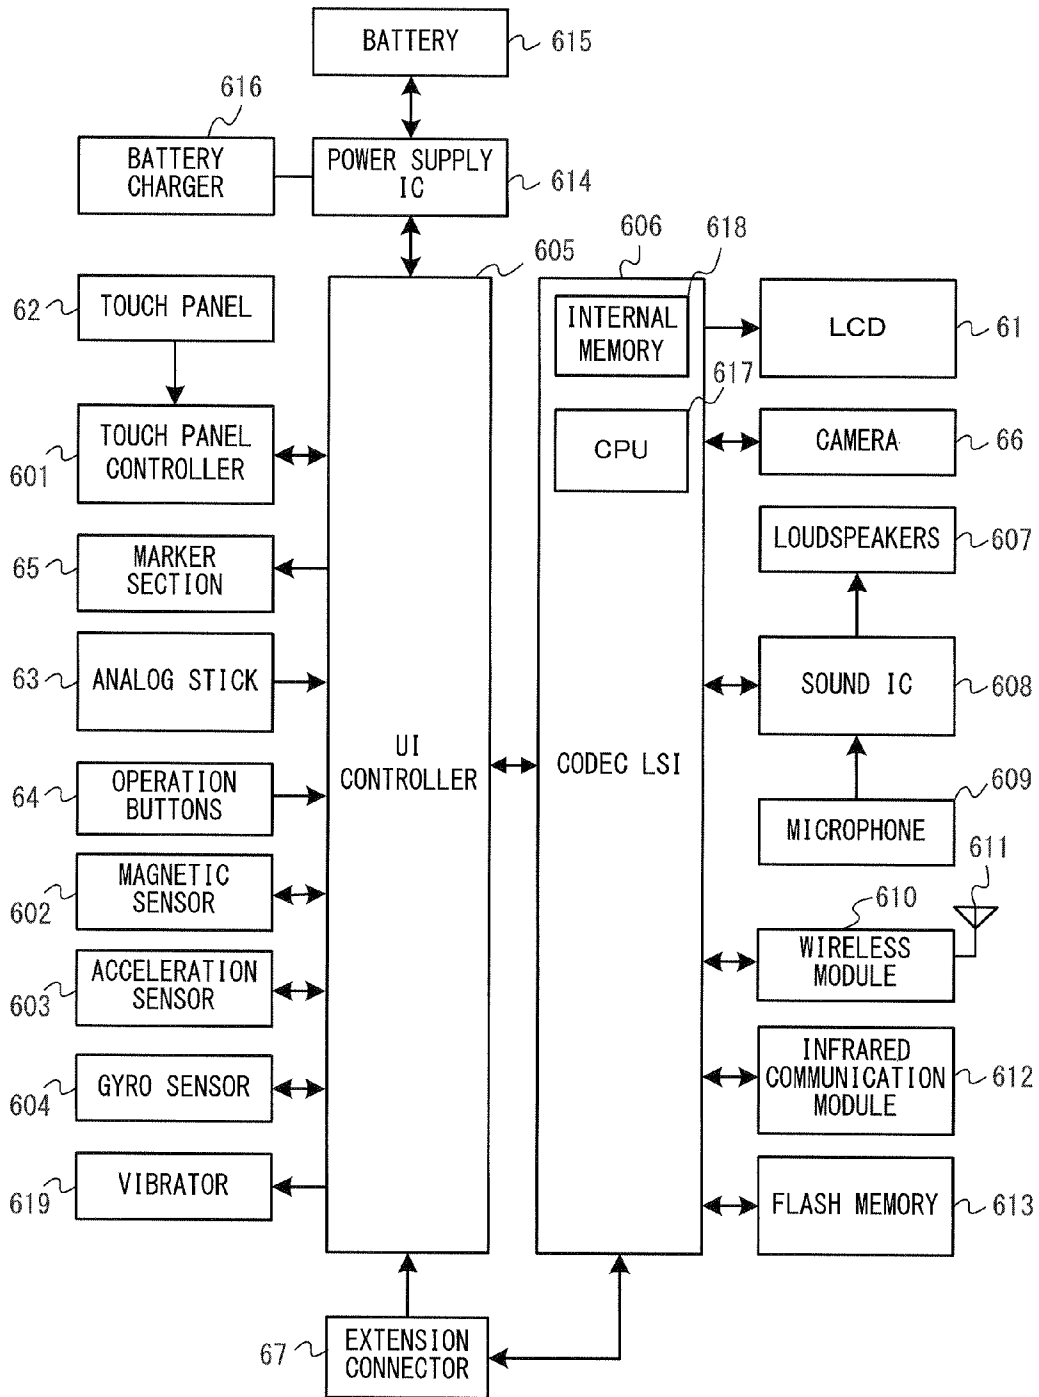 BATTERY
615
616
BATTERY
CHARGER
POWER SUPPLY
IC
614
605
606
618
62
TOUCH PANEL
INTERNAL
MEMORY
LCD
61
617
601
TOUCH PANEL
CONTROLLER
CPU
CAMERA
66
65
MARKER
SECTION
LOUDSPEAKERS
607
63
ANALOG STICK
SOUND IC
608
UI
CONTROLLER
CODEC LSI
64
OPERATION
BUTTONS
609
MICROPHONE
611
602
MAGNETIC
SENSOR
610
WIRELESS
MODULE
603
ACCELERATION
SENSOR
INFRARED
COMMUNICATION
MODULE
612
604
GYRO SENSOR
619
VIBRATOR
FLASH MEMORY
613
67
EXTENSION
CONNECTOR